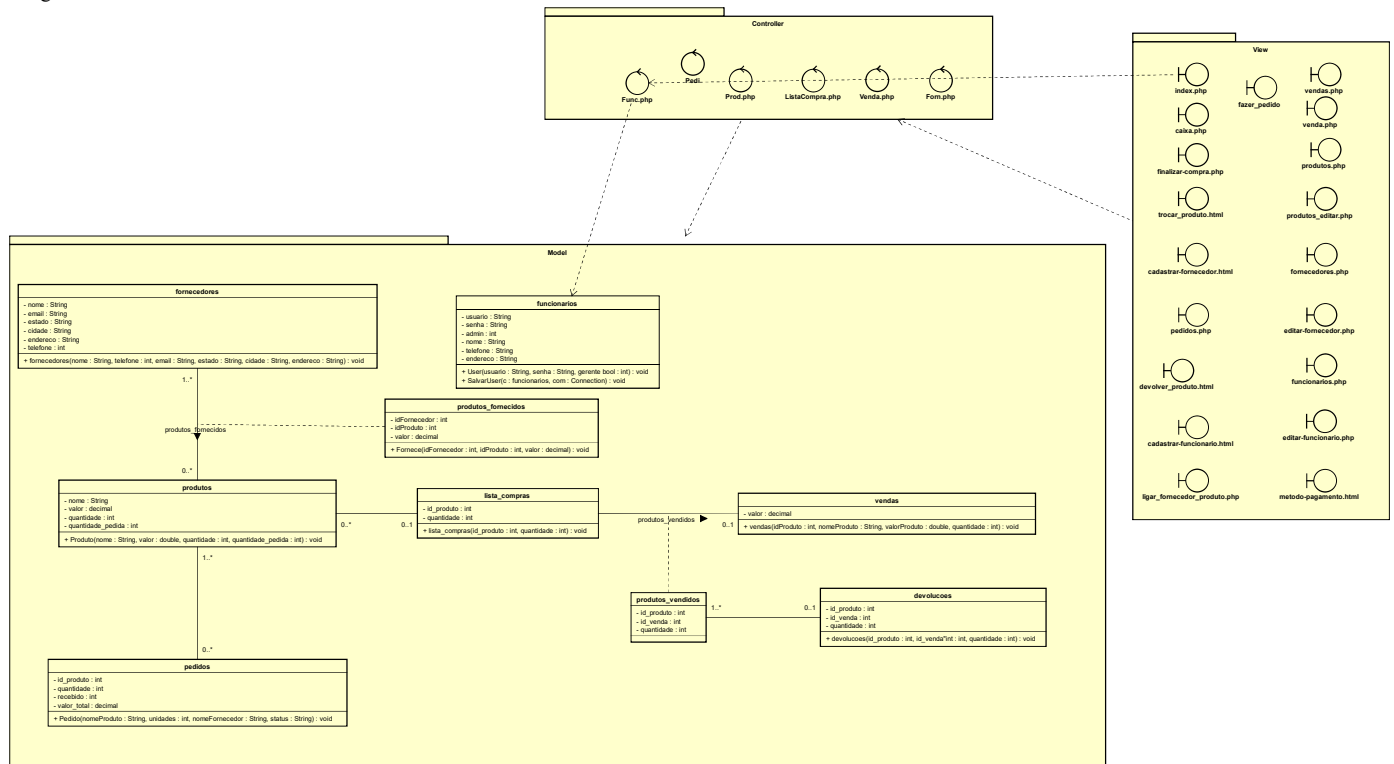 Controller
Func.php
Pedi.
Prod.php
ListaCompra.php
Venda.php
Forn.php
View
index.php
fazer_pedido
vendas.php
caixa.php
venda.php
finalizar-compra.php
produtos.php
trocar_produto.html
produtos_editar.php
cadastrar-fornecedor.html
fornecedores.php
pedidos.php
editar-fornecedor.php
devolver_produto.html
funcionarios.php
cadastrar-funcionario.html
editar-funcionario.php
ligar_fornecedor_produto.php
metodo-pagamento.html
Model
fornecedores
- nome : String
- email : String
- estado : String
- cidade : String
- endereco : String
- telefone : int
+ fornecedores(nome : String, telefone : int, email : String, estado : String, cidade : String, endereco : String) : void
funcionarios
- usuario : String
- senha : String
- admin : int
- nome : String
- telefone : String
- endereco : String
+ User(usuario : String, senha : String, gerente bool : int) : void
+ SalvarUser(c : funcionarios, com : Connection) : void
1..*
produtos_fornecidos
0..*
produtos_fornecidos
- idFornecedor : int
- idProduto : int
- valor : decimal
+ Fornece(idFornecedor : int, idProduto : int, valor : decimal) : void
produtos
- nome : String
- valor : decimal
- quantidade : int
- quantidade_pedida : int
+ Produto(nome : String, valor : double, quantidade : int, quantidade_pedida : int) : void
0..*
0..1
lista_compras
- id_produto : int
- quantidade : int
+ lista_compras(id_produto : int, quantidade : int) : void
produtos_vendidos
0..1
vendas
- valor : decimal
+ vendas(idProduto : int, nomeProduto : String, valorProduto : double, quantidade : int) : void
1..*
0..*
produtos_vendidos
- id_produto : int
- id_venda : int
- quantidade : int
1..*
0..1
devolucoes
- id_produto : int
- id_venda : int
- quantidade : int
+ devolucoes(id_produto : int, id_venda"int : int, quantidade : int) : void
pedidos
- id_produto : int
- quantidade : int
- recebido : int
- valor_total : decimal
+ Pedido(nomeProduto : String, unidades : int, nomeFornecedor : String, status : String) : void